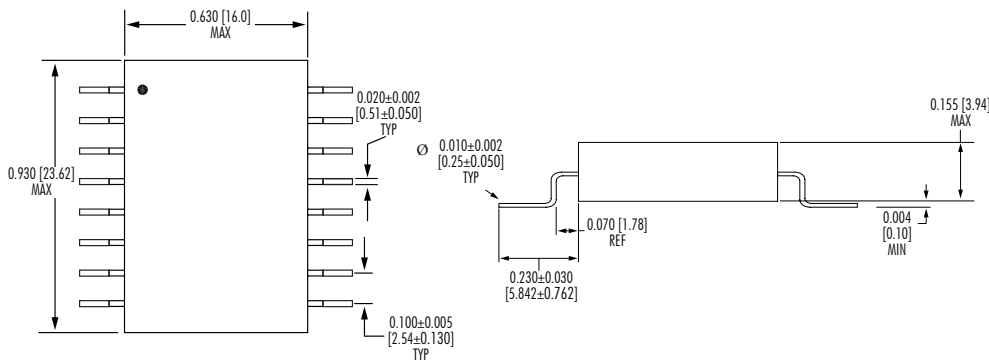 0.630 [16.0]
MAX
0.020±0.002
[0.51±0.050]
TYP
0.930 [23.62]
MAX
0.100±0.005
[2.54±0.130]
TYP
Ø 0.010±0.002
[0.25±0.050]
TYP
0.155 [3.94]
MAX
0.070 [1.78]
REF
0.004
[0.10]
MIN
0.230±0.030
[5.842±0.762]